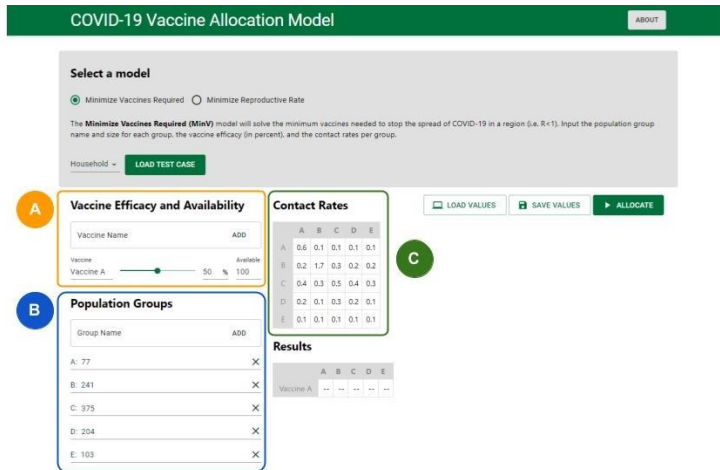 COVID-19 Vaccine Allocation Model
ABOUT
Select a model
Minimize Vaccines Required Minimize Reproductive Rate
The Minimize Vaccines Required (MinV) model will solve the minimum vaccines needed to stop the spread of COVID-19 in a region (i.e. R<1). Input the population group
name and size for each group, the vaccine efficacy (in percent), and the contact rates per group.
Household LOAD TEST CASE
A
Vaccine Efficacy and Availability
Vaccine Name ADD
Vaccine Available
Vaccine A 50 % 100
B
Population Groups
Group Name ADD
A: 77
B: 241
C: 375
D: 204
E: 103
Contact Rates
A B C D E
A 0.6 0.1 0.1 0.1 0.1
B 0.2 1.7 0.3 0.2 0.2
C 0.4 0.3 0.5 0.4 0.3
D 0.2 0.1 0.3 0.2 0.1
E 0.1 0.1 0.1 0.1 0.1
C
LOAD VALUES SAVE VALUES ALLOCATE
Results
A B C D E
Vaccine A -- -- -- -- --